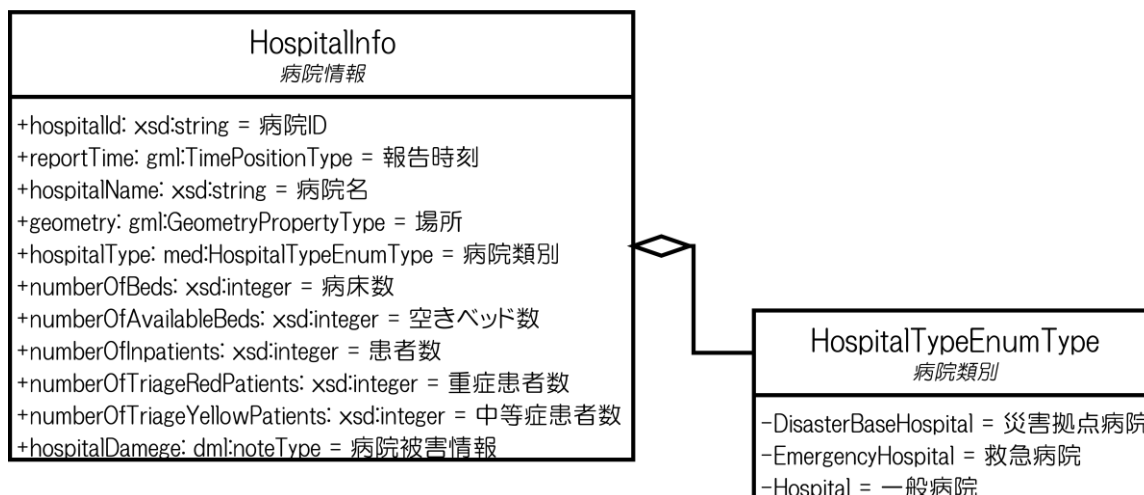 HospitalInfo
病院情報
+hospitalId: xsd:string = 病院ID
+reportTime: gml:TimePositionType = 報告時刻
+hospitalName: xsd:string = 病院名
+geometry: gml:GeometryPropertyType = 場所
+hospitalType: med:HospitalTypeEnumType = 病院類別
+numberOfBeds: xsd:integer = 病床数
+numberOfAvailableBeds: xsd:integer = 空きベッド数
+numberOfInpatients: xsd:integer = 患者数
+numberOfTriageRedPatients: xsd:integer = 重症患者数
+numberOfTriageYellowPatients: xsd:integer = 中等症患者数
+hospitalDamege: dml:noteType = 病院被害情報
HospitalTypeEnumType
病院類別
-DisasterBaseHospital = 災害拠点病院
-EmergencyHospital = 救急病院
-Hospital = 一般病院